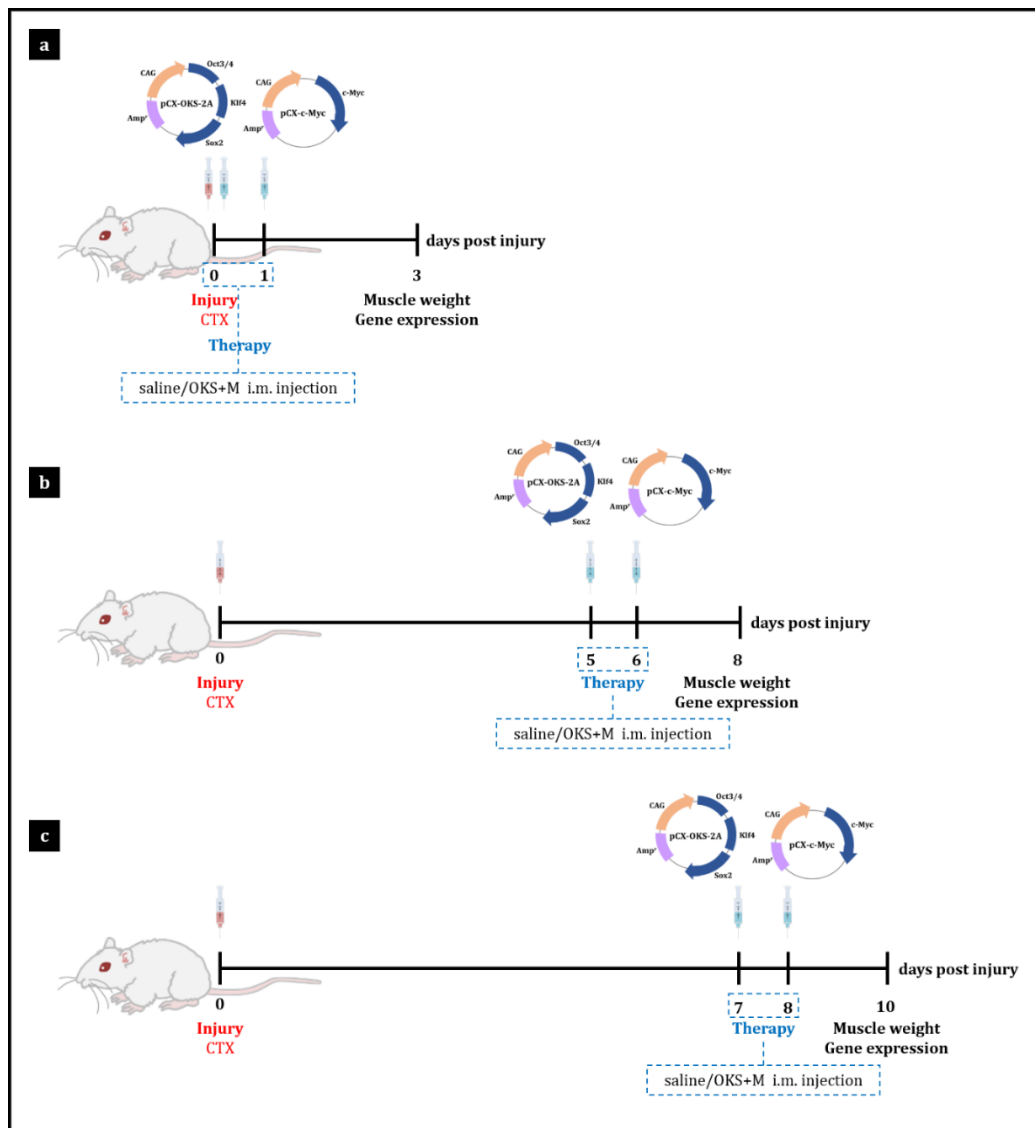 a
Oct3/4
CAG
CAG
c-Myc
pCX-OKS-2A
Klf4
pCX-c-Myc
Ampʳ
Ampʳ
Sox2
days post injury
0 1 3
Injury
CTX
Muscle weight
Gene expression
Therapy
saline/OKS+M i.m. injection
b
Oct3/4
CAG
CAG
c-Myc
pCX-OKS-2A
Klf4
pCX-c-Myc
Ampʳ
Ampʳ
Sox2
days post injury
0 5 6 8
Injury
CTX
Therapy
Muscle weight
Gene expression
saline/OKS+M i.m. injection
c
Oct3/4
CAG
CAG
c-Myc
pCX-OKS-2A
Klf4
pCX-c-Myc
Ampʳ
Ampʳ
Sox2
days post injury
0 7 8 10
Injury
CTX
Therapy
Muscle weight
Gene expression
saline/OKS+M i.m. injection